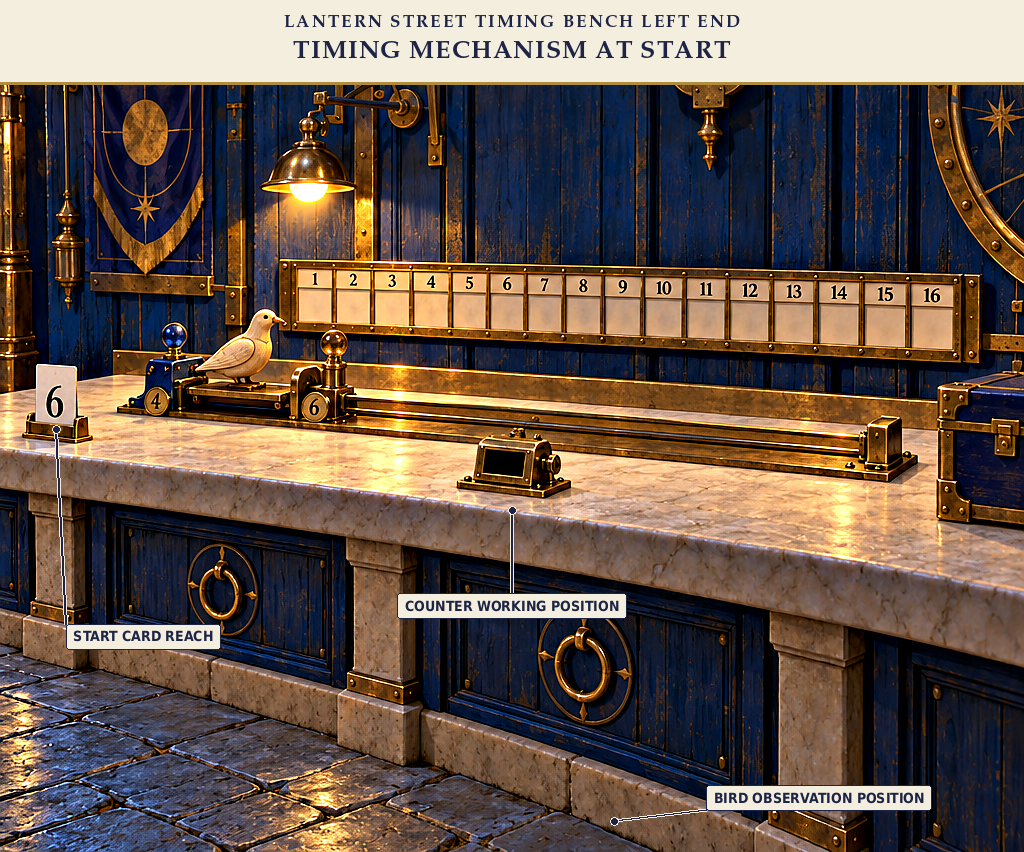 LANTERN STREET TIMING BENCH LEFT END
TIMING MECHANISM AT START
1 2 3 4 5 6 7 8 9 10 11 12 13 14 15 16
6
4
6
COUNTER WORKING POSITION
START CARD REACH
BIRD OBSERVATION POSITION